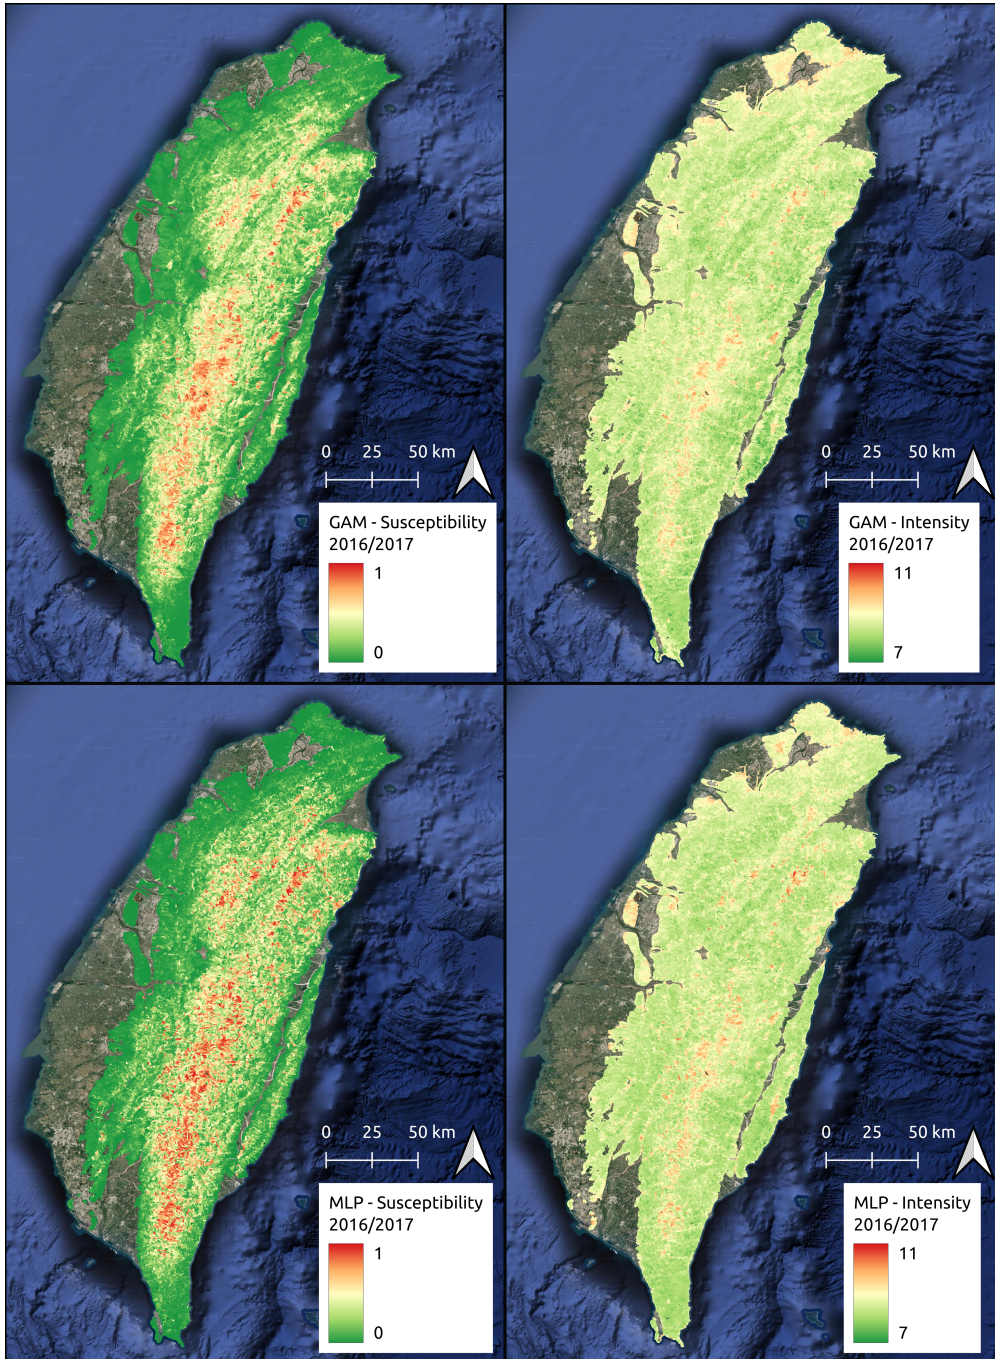 0 25 50 km
GAM - Susceptibility
2016/2017
1
0
0 25 50 km
GAM - Intensity
2016/2017
11
7
0 25 50 km
MLP - Susceptibility
2016/2017
1
0
0 25 50 km
MLP - Intensity
2016/2017
11
7